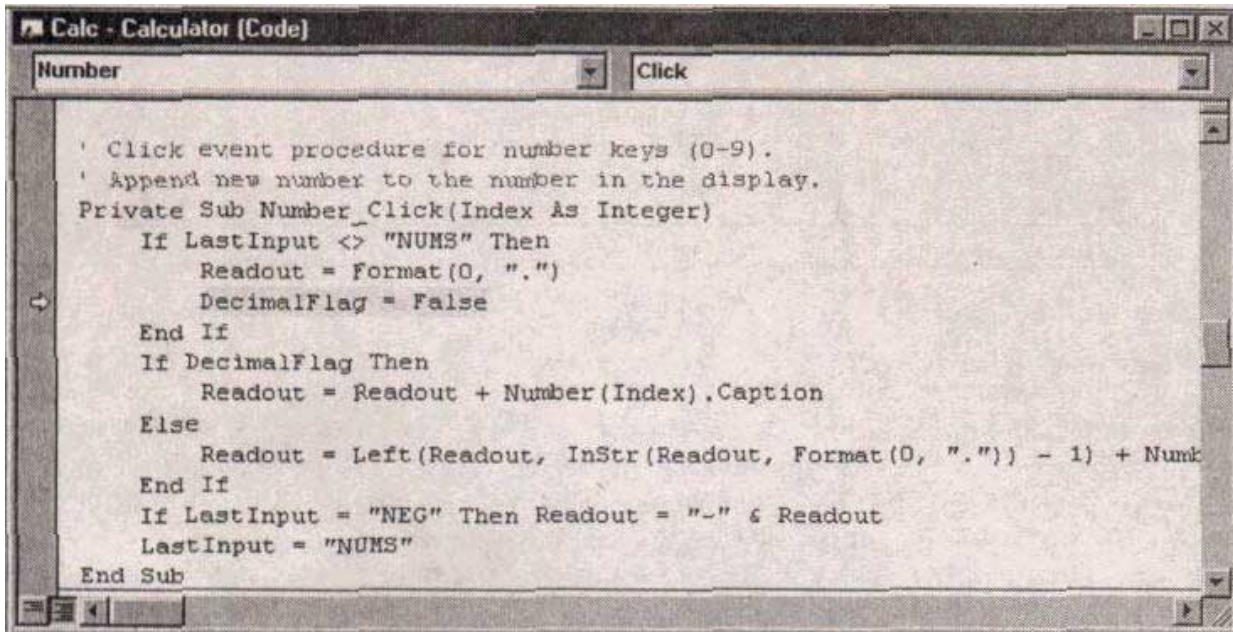 Calc - Calculator (Code)
Number Click
' Click event procedure for number keys (0-9).
' Append new number to the number in the display.
Private Sub Number_Click(Index As Integer)
If LastInput <> "NUMS" Then
Readout = Format(0, ".")
DecimalFlag = False
End If
If DecimalFlag Then
Readout = Readout + Number(Index).Caption
Else
Readout = Left(Readout, InStr(Readout, Format(0, ".")) - 1) + Numb
End If
If LastInput = "NEG" Then Readout = "-" & Readout
LastInput = "NUMS"
End Sub